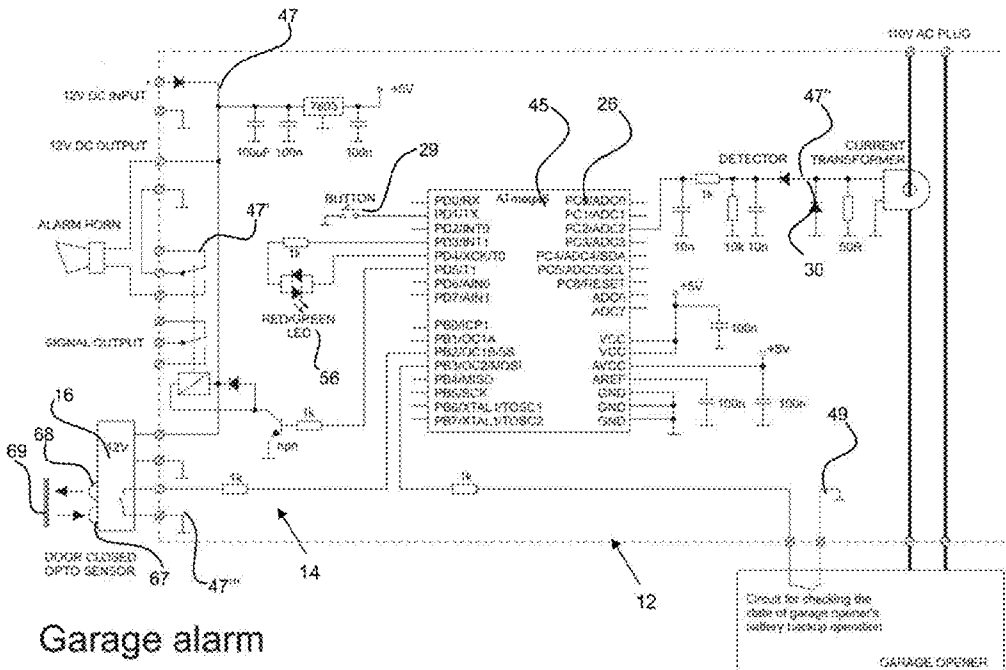 47
110V AC PLUG
12V DC INPUT
+5V
7805
45
26
47"
100uF
100n
100n
12V DC OUTPUT
29
DETECTOR
CURRENT
TRANSFORMER
BUTTON
ATmega
PD0/RX
PD1/TX
PD2/INT0
PD3/INT1
PD4/XCK/T0
PD5/T1
PD6/AIN0
PD7/AIN1
PC0/ADC0
PC1/ADC1
PC2/ADC2
PC3/ADC3
PC4/ADC4/SDA
PC5/ADC5/SCL
PC6/RESET
ADC6
ADC7
1k
10n
10k
10n
30
ALARM HORN
47'
1k
RED/GREEN
LED
56
+5V
100n
SIGNAL OUTPUT
PB0/ICP1
PB1/OC1A
PB2/OC1B/SS
PB3/OC2/MOSI
PB4/MISO
PB5/SCK
PB6/XTAL1/TOSC1
PB7/XTAL1/TOSC2
VCC
VCC
AVCC
AREF
GND
GND
GND
+5V
100n
100n
16
1k
npn
12V
68
69
1k
1k
49
DOOR CLOSED
OPTO SENSOR
67
47'''
14
12
Circuit for checking the
state of garage opener's
battery backup operation
GARAGE OPENER
Garage alarm